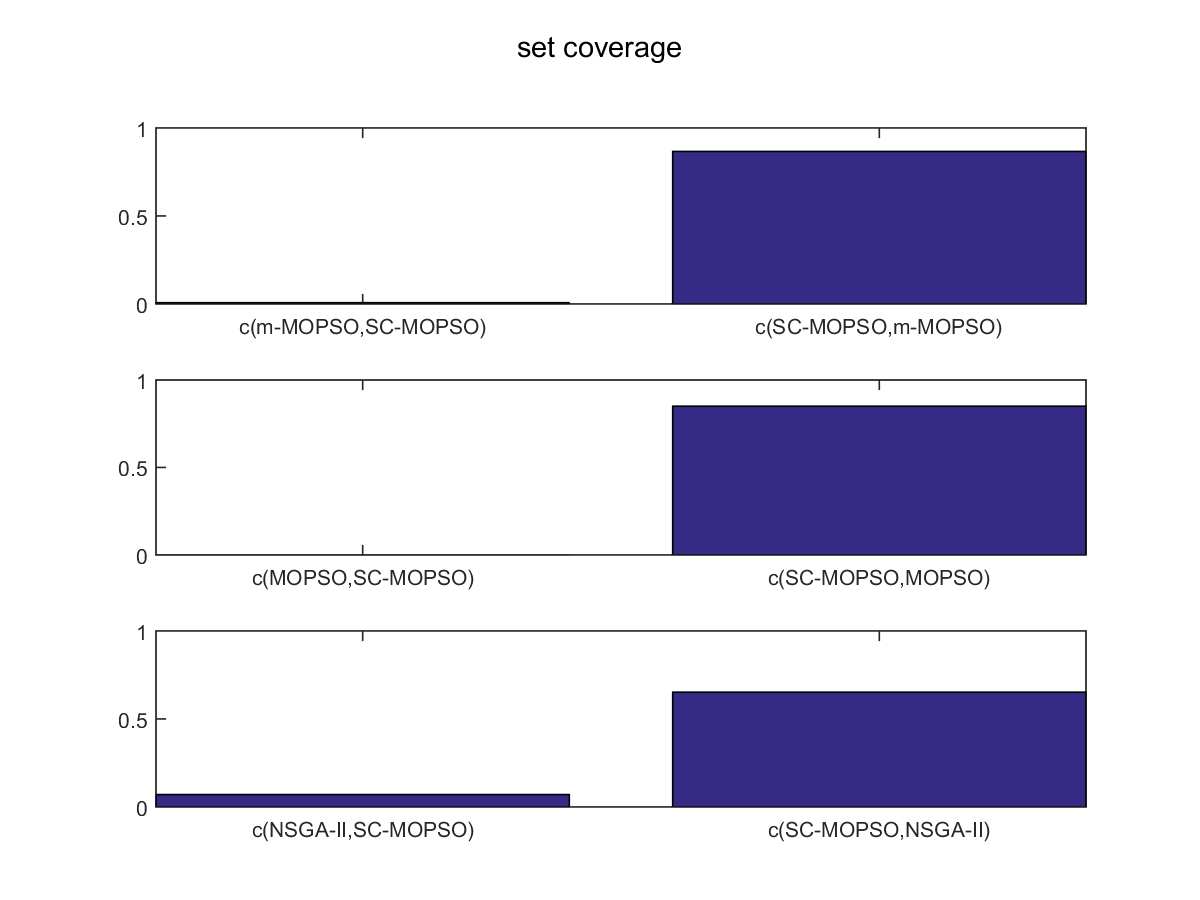 set coverage
1
0.5
0
c(m-MOPSO,SC-MOPSO) c(SC-MOPSO,m-MOPSO)
1
0.5
0
c(MOPSO,SC-MOPSO) c(SC-MOPSO,MOPSO)
1
0.5
0
c(NSGA-II,SC-MOPSO) c(SC-MOPSO,NSGA-II)